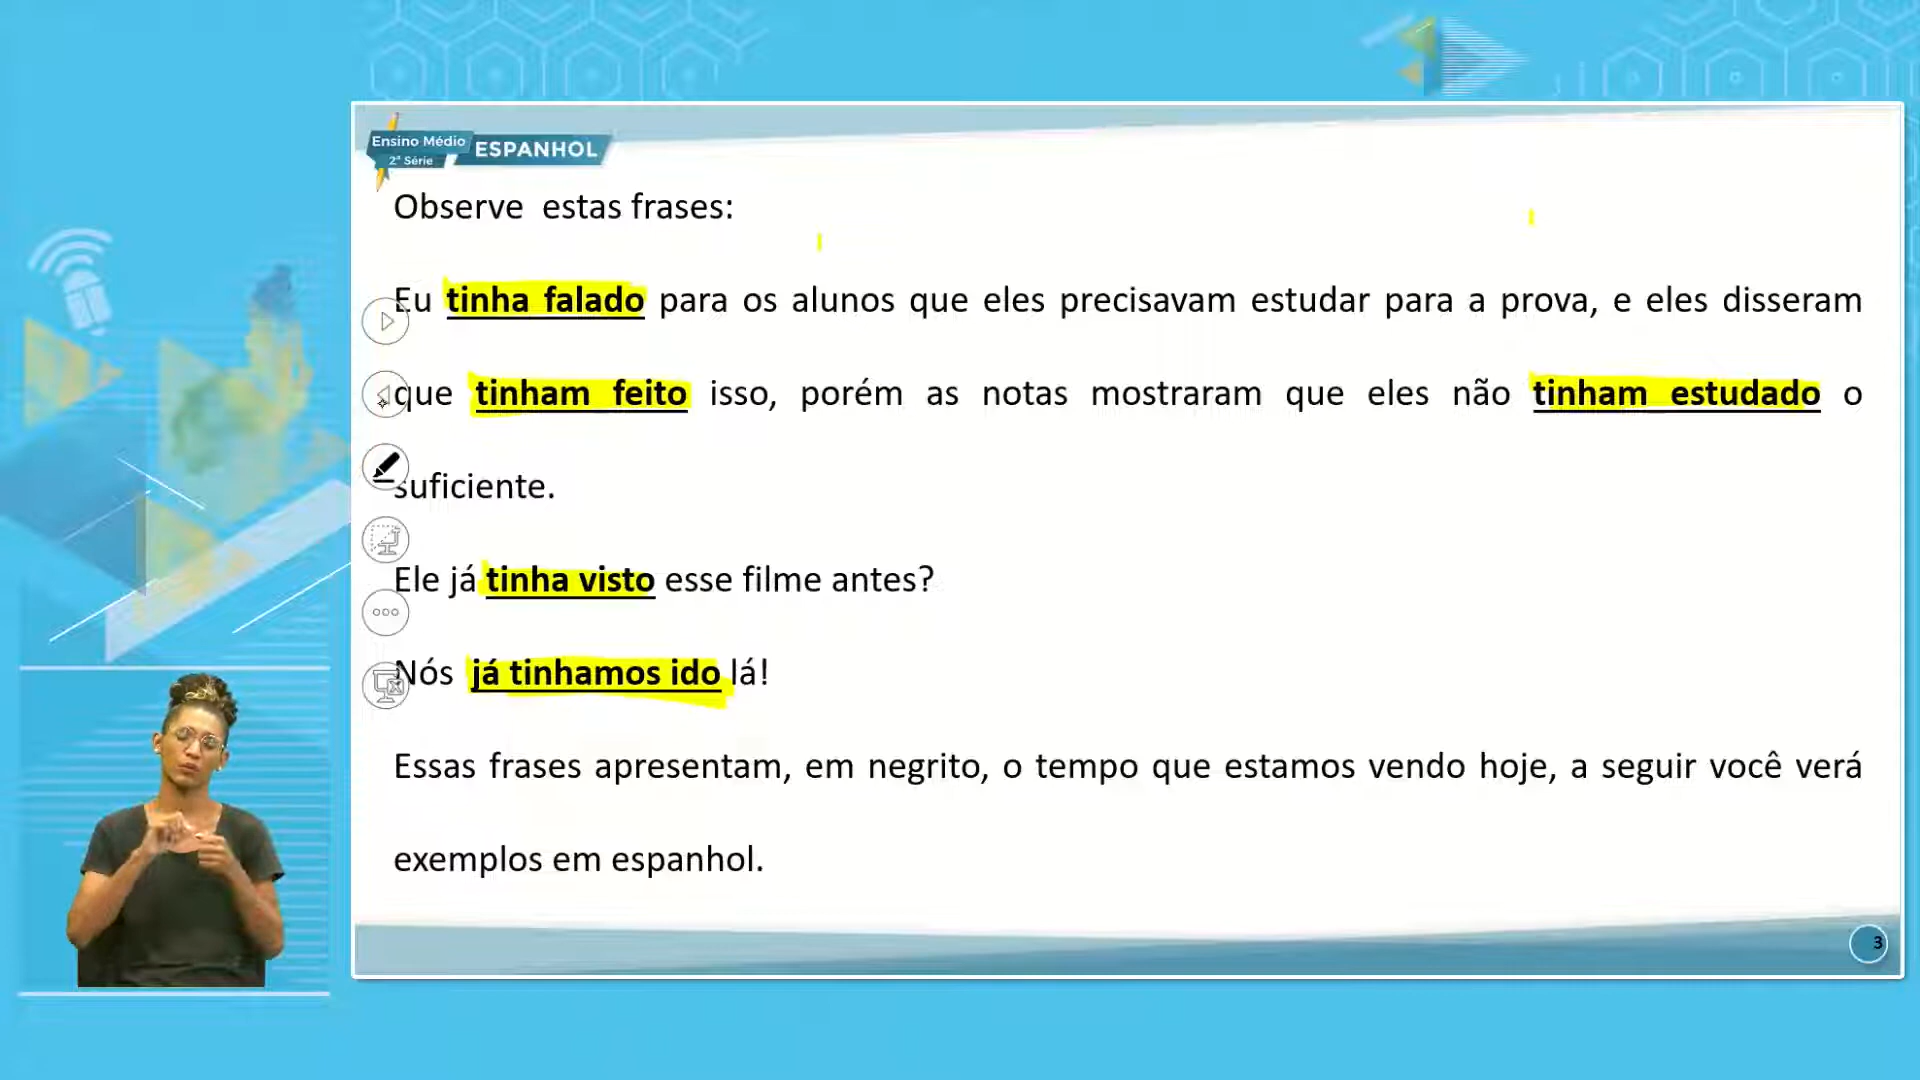 Ensino Médio
2ª Série
ESPANHOL
Observe estas frases:
Eu tinha falado para os alunos que eles precisavam estudar para a prova, e eles disseram
que tinham feito isso, porém as notas mostraram que eles não tinham estudado o
suficiente.
Ele já tinha visto esse filme antes?
Nós já tinhamos ido lá!
Essas frases apresentam, em negrito, o tempo que estamos vendo hoje, a seguir você verá
exemplos em espanhol.
3